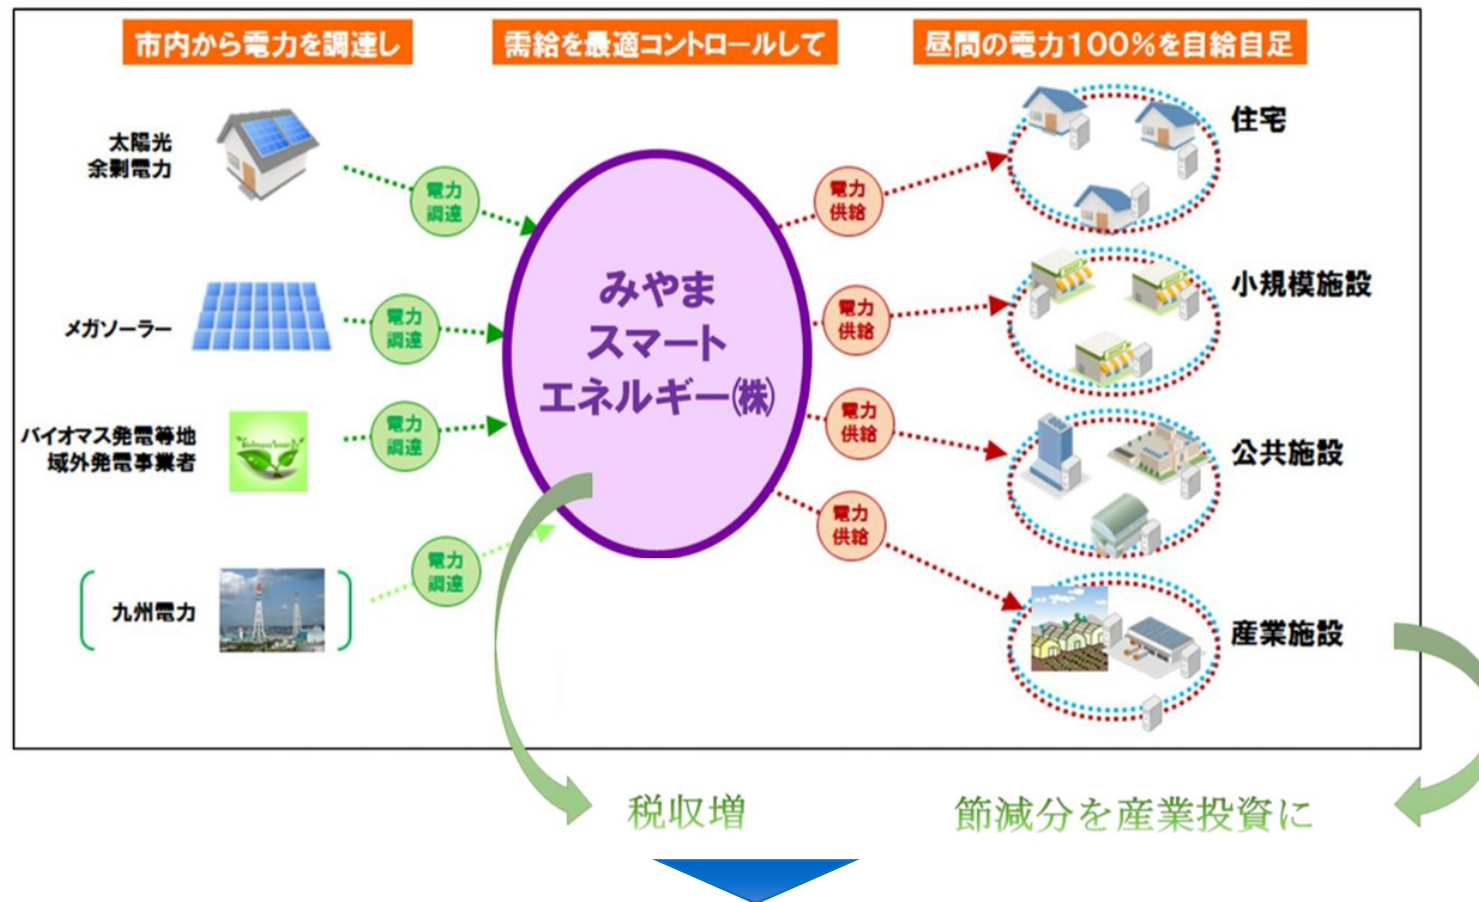 市内から電力を調達し
需給を最適コントロールして
昼間の電力100%を自給自足
太陽光
余剰電力
電力
調達
メガソーラー
電力
調達
バイオマス発電等地
域外発電事業者
電力
調達
九州電力
電力
調達
みやま
スマート
エネルギー㈱
電力
供給
住宅
電力
供給
小規模施設
電力
供給
公共施設
電力
供給
産業施設
税収増
節減分を産業投資に